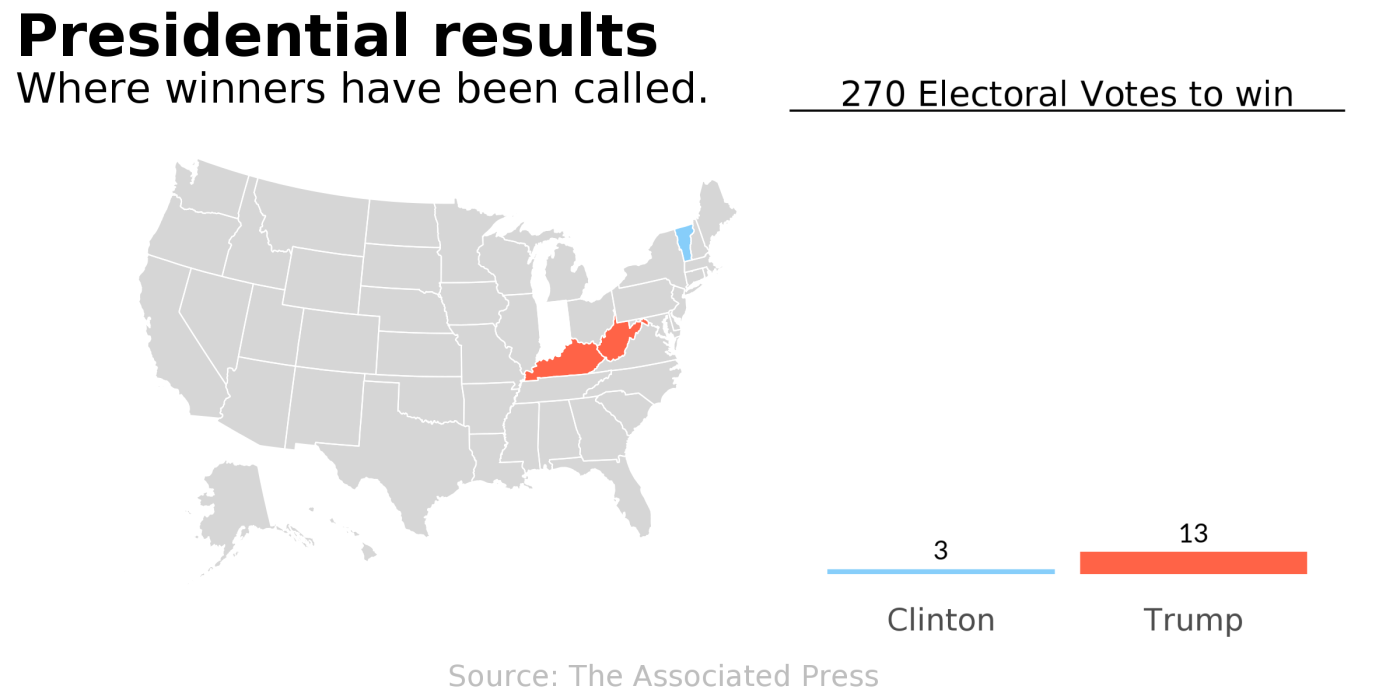 Presidential results
Where winners have been called.
270 Electoral Votes to win
3
13
Clinton
Trump
Source: The Associated Press